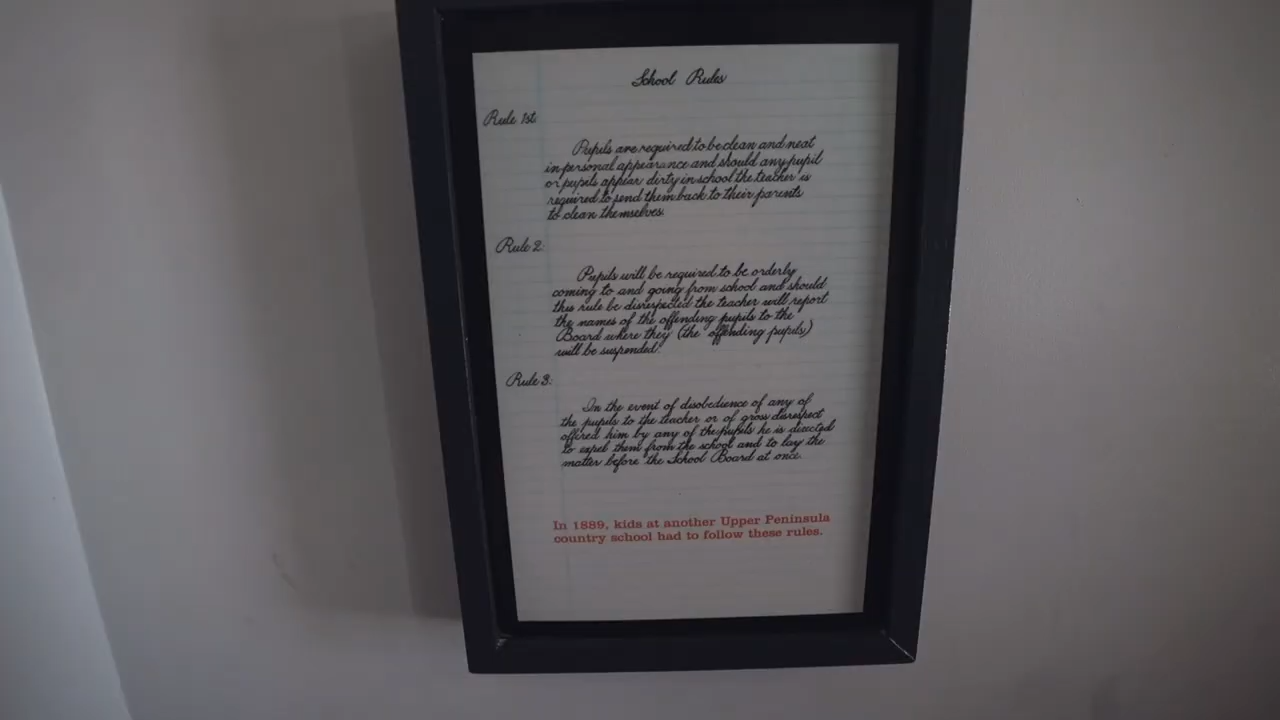 School Rules
Rule 1st:
Pupils are required to be clean and neat
in personal appearance and should any pupil
or pupils appear dirty in school the teacher is
required to send them back to their parents
to clean themselves.
Rule 2:
Pupils will be required to be orderly
coming to and going from school and should
this rule be disrespected the teacher will report
the names of the offending pupils to the
Board where they (the offending pupils)
will be suspended.
Rule 3:
In the event of disobedience of any of
the pupils to the teacher or of gross disrespect
offered him by any of the pupils he is directed
to expel them from the school and to lay the
matter before the School Board at once.
In 1889, kids at another Upper Peninsula
country school had to follow these rules.